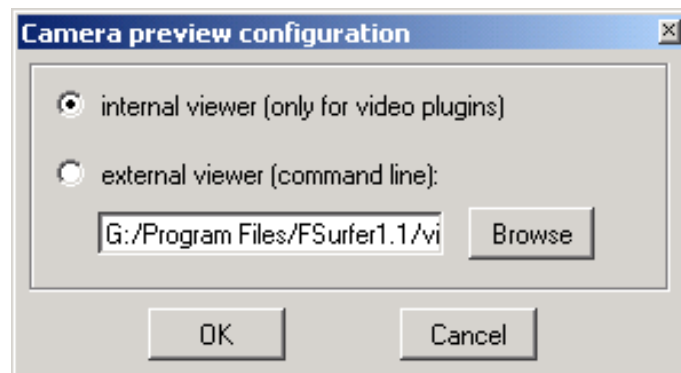 Camera preview configuration
internal viewer (only for video plugins)
external viewer (command line):
G:/Program Files/FSurfer1.1/vi Browse
OK Cancel